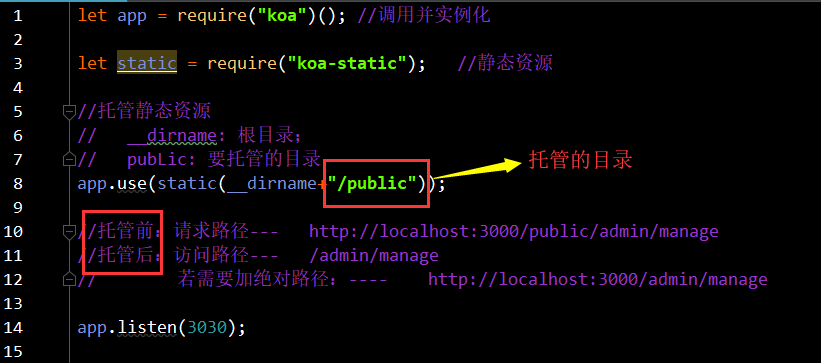 1 let app = require("koa")(); //调用并实例化
2
3 let static = require("koa-static"); //静态资源
4
5 //托管静态资源
6 // __dirname: 根目录;
7 // pubLic: 要托管的目录
托管的目录
8 app.use(static(__dirname+"/public"));
9
10 //托管前: 请求路径--- http://localhost:3000/public/admin/manage
11 //托管后: 访问路径--- /admin/manage
12 // 若需要加绝对路径: ---- http://localhost:3000/admin/manage
13
14 app.listen(3030);
15